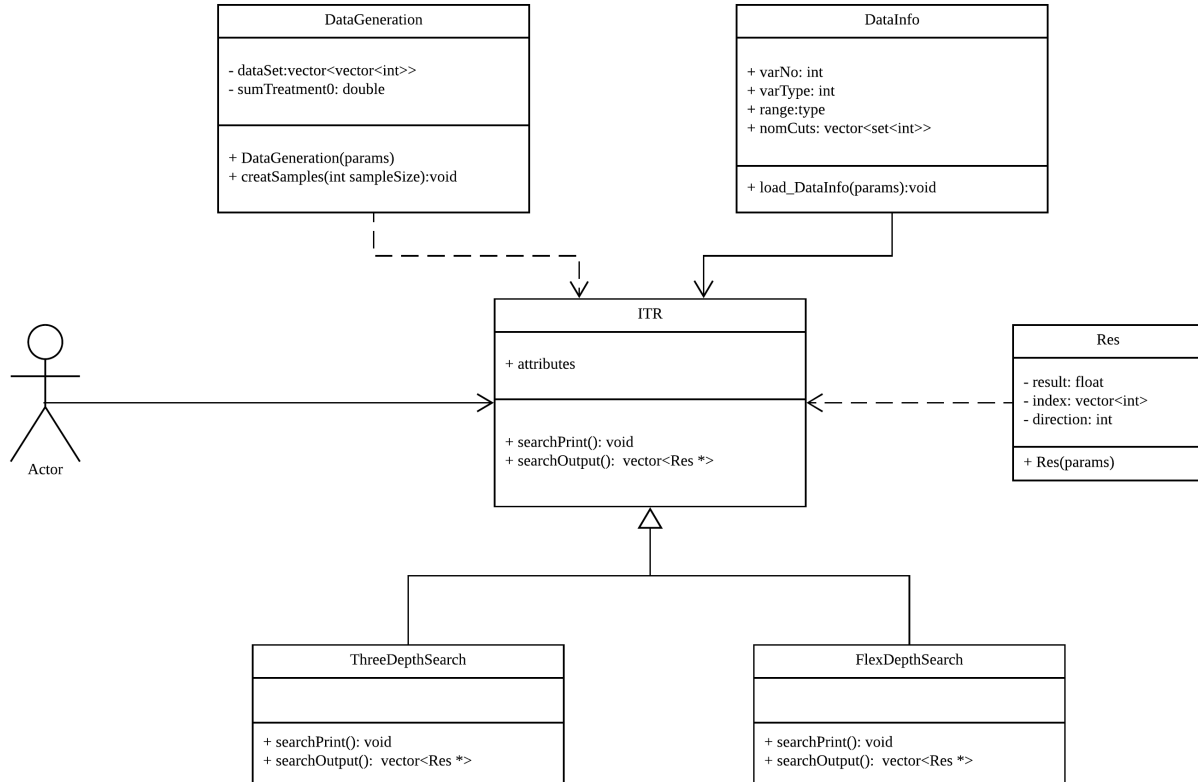 DataGeneration
- dataSet:vector<vector<int>>
- sumTreatment0: double
+ DataGeneration(params)
+ creatSamples(int sampleSize):void
DataInfo
+ varNo: int
+ varType: int
+ range:type
+ nomCuts: vector<set<int>>
+ load_DataInfo(params):void
ITR
+ attributes
+ searchPrint(): void
+ searchOutput(): vector<Res *>
Actor
Res
- result: float
- index: vector<int>
- direction: int
+ Res(params)
ThreeDepthSearch
+ searchPrint(): void
+ searchOutput(): vector<Res *>
FlexDepthSearch
+ searchPrint(): void
+ searchOutput(): vector<Res *>